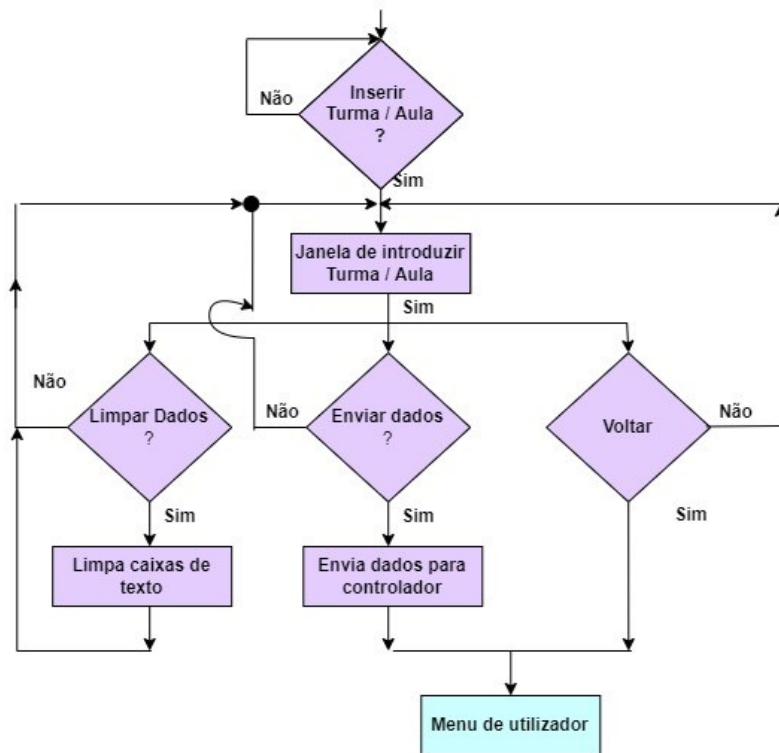 Inserir
Turma / Aula
?
Não
Sim
Janela de introduzir
Turma / Aula
Sim
Não
Limpar Dados
?
Não
Enviar dados
?
Voltar
Não
Sim
Sim
Sim
Limpa caixas de
texto
Envia dados para
controlador
Menu de utilizador